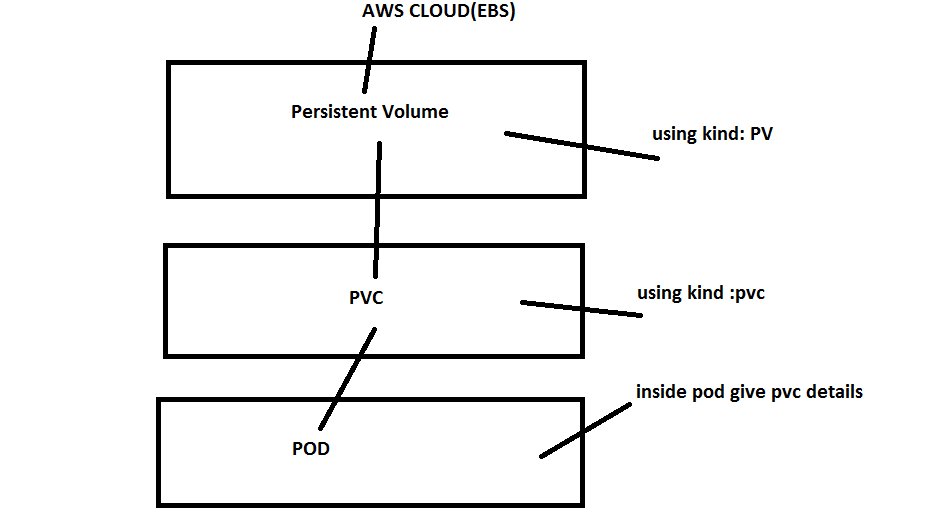 AWS CLOUD(EBS)
Persistent Volume
using kind: PV
PVC
using kind :pvc
inside pod give pvc details
POD